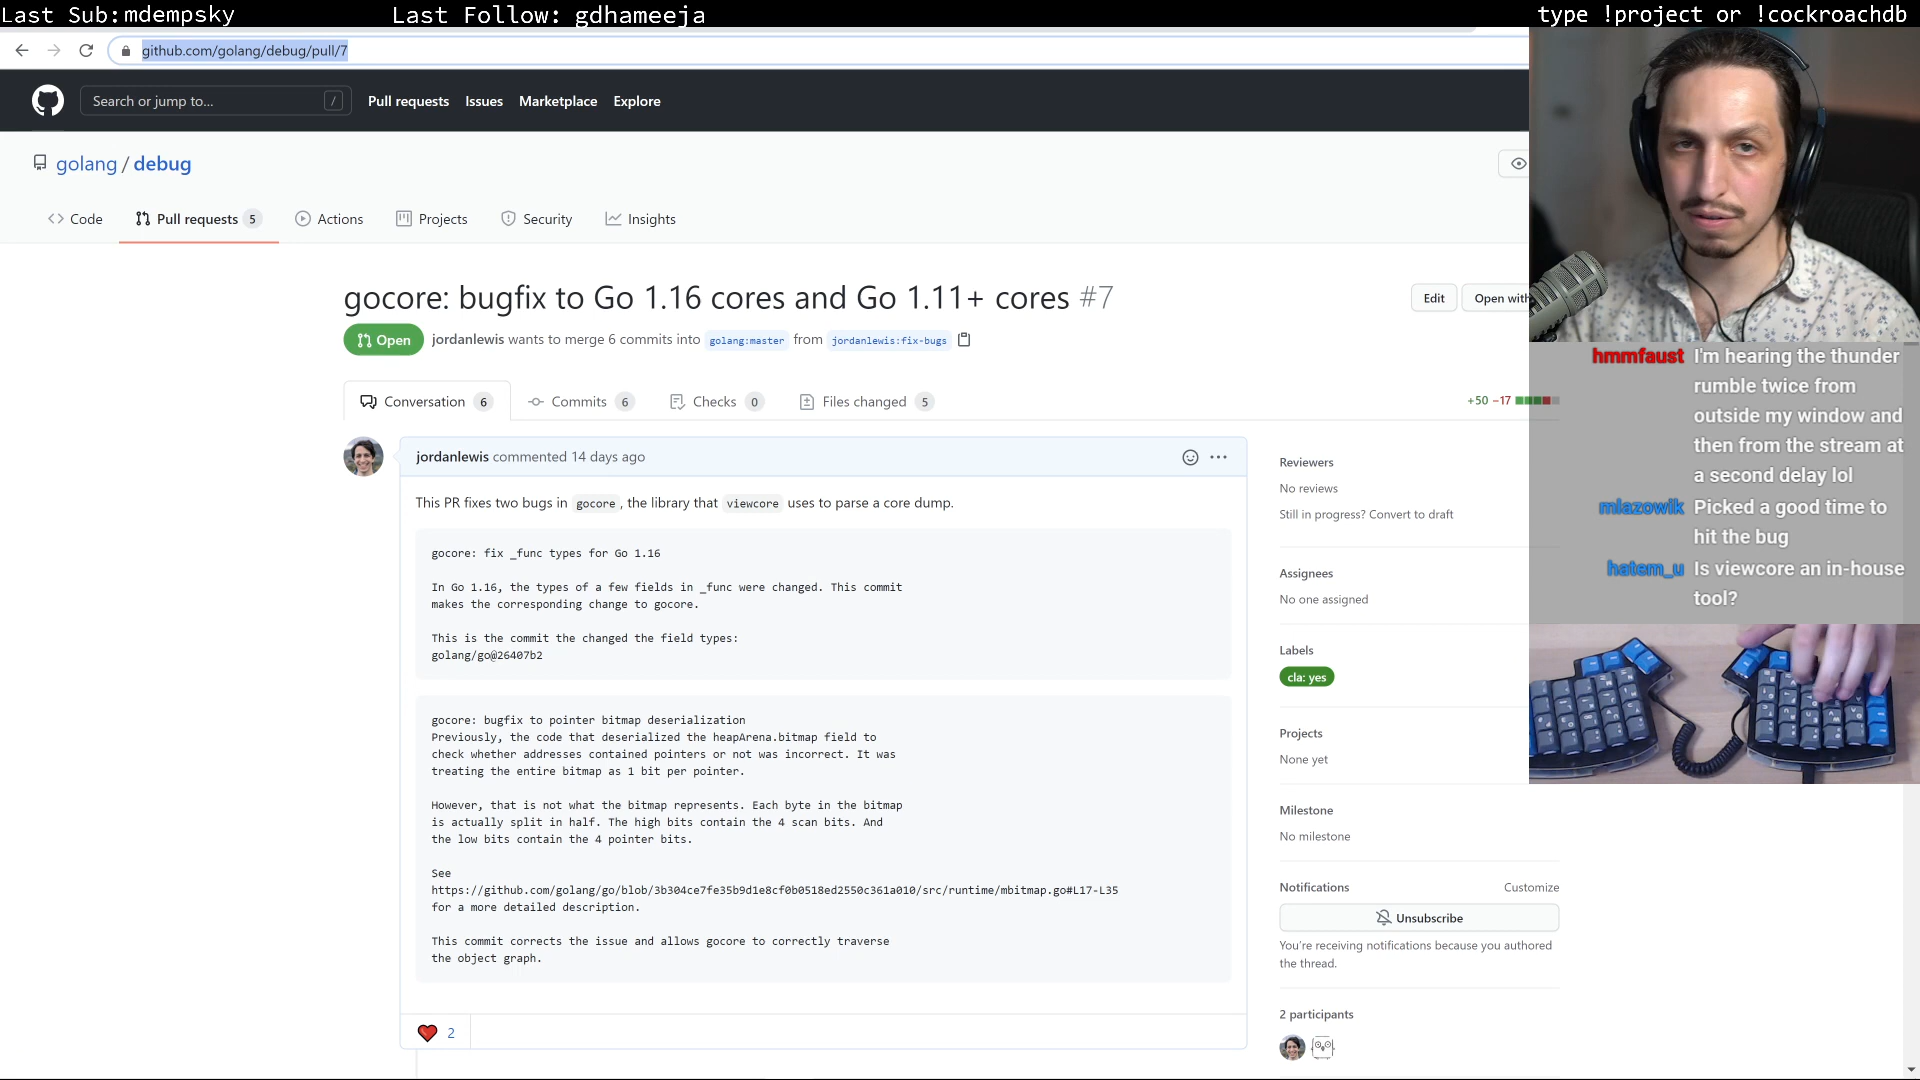 Last Sub:mdempsky
Last Follow: gdhameeja
type !project or !cockroachdb
github.com/golang/debug/pull/7
Search or jump to...
/
Pull requests
Issues
Marketplace
Explore
golang / debug
Code
Pull requests 5
Actions
Projects
Security
Insights
gocore: bugfix to Go 1.16 cores and Go 1.11+ cores #7
Edit
Open with
Open
jordanlewis wants to merge 6 commits into golang:master from jordanlewis:fix-bugs
Conversation 6
Commits 6
Checks 0
Files changed 5
+50 −17
jordanlewis commented 14 days ago
This PR fixes two bugs in gocore, the library that viewcore uses to parse a core dump.
gocore: fix _func types for Go 1.16
In Go 1.16, the types of a few fields in _func were changed. This commit
makes the corresponding change to gocore.
This is the commit the changed the field types:
golang/go@26407b2
gocore: bugfix to pointer bitmap deserialization
Previously, the code that deserialized the heapArena.bitmap field to
check whether addresses contained pointers or not was incorrect. It was
treating the entire bitmap as 1 bit per pointer.
However, that is not what the bitmap represents. Each byte in the bitmap
is actually split in half. The high bits contain the 4 scan bits. And
the low bits contain the 4 pointer bits.
See
https://github.com/golang/go/blob/3b304ce7fe35b9d1e8cf0b0518ed2550c361a010/src/runtime/mbitmap.go#L17-L35
for a more detailed description.
This commit corrects the issue and allows gocore to correctly traverse
the object graph.
2
Reviewers
No reviews
Still in progress? Convert to draft
Assignees
No one assigned
Labels
cla: yes
Projects
None yet
Milestone
No milestone
Notifications
Customize
Unsubscribe
You're receiving notifications because you authored
the thread.
2 participants
hmmfaust I'm hearing the thunder
rumble twice from
outside my window and
then from the stream at
a second delay lol
mlazowik Picked a good time to
hit the bug
hatem_u Is viewcore an in-house
tool?